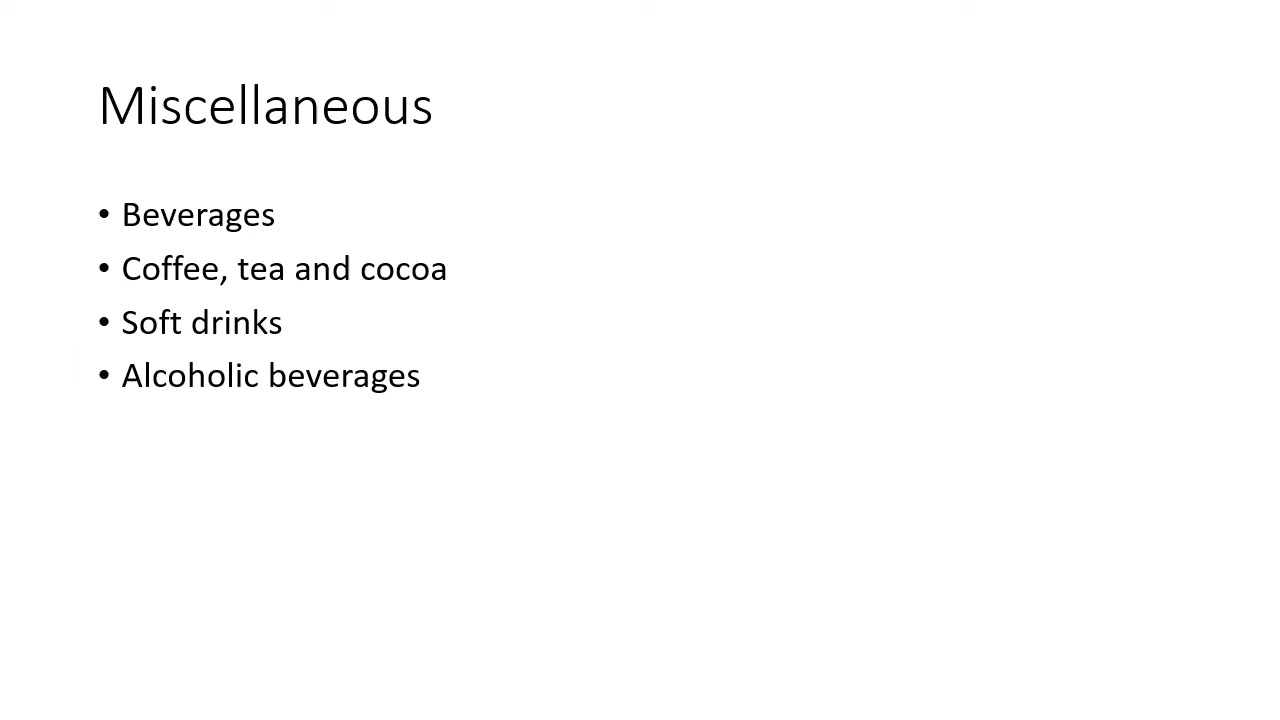 Miscellaneous
• Beverages
• Coffee, tea and cocoa
• Soft drinks
• Alcoholic beverages